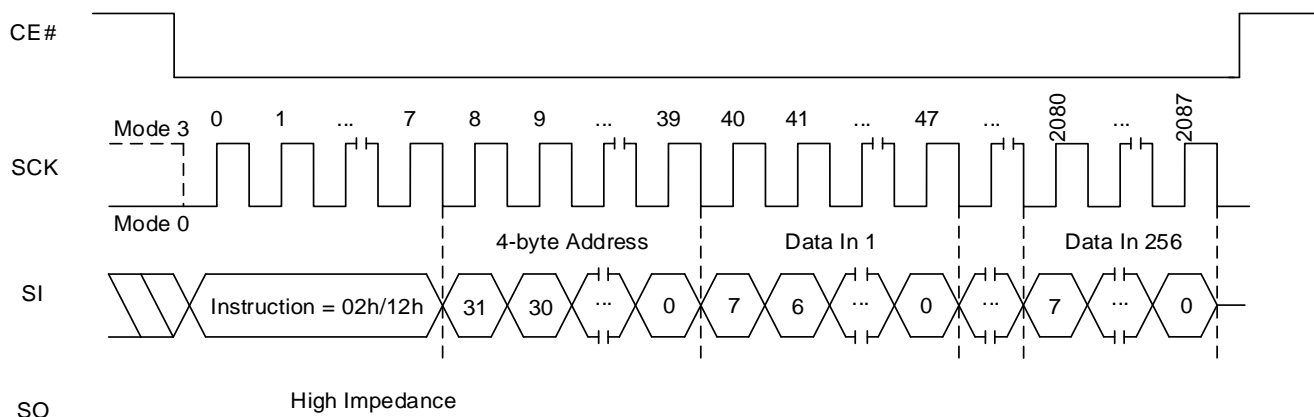 CE#
0 1 ... 7 8 9 ... 39 40 41 ... 47 ... 2080 ... 2087
Mode 3
SCK
Mode 0
4-byte Address Data In 1 Data In 256
SI Instruction = 02h/12h 31 30 ... 0 7 6 ... 0 ... 7 ... 0
High Impedance
SO